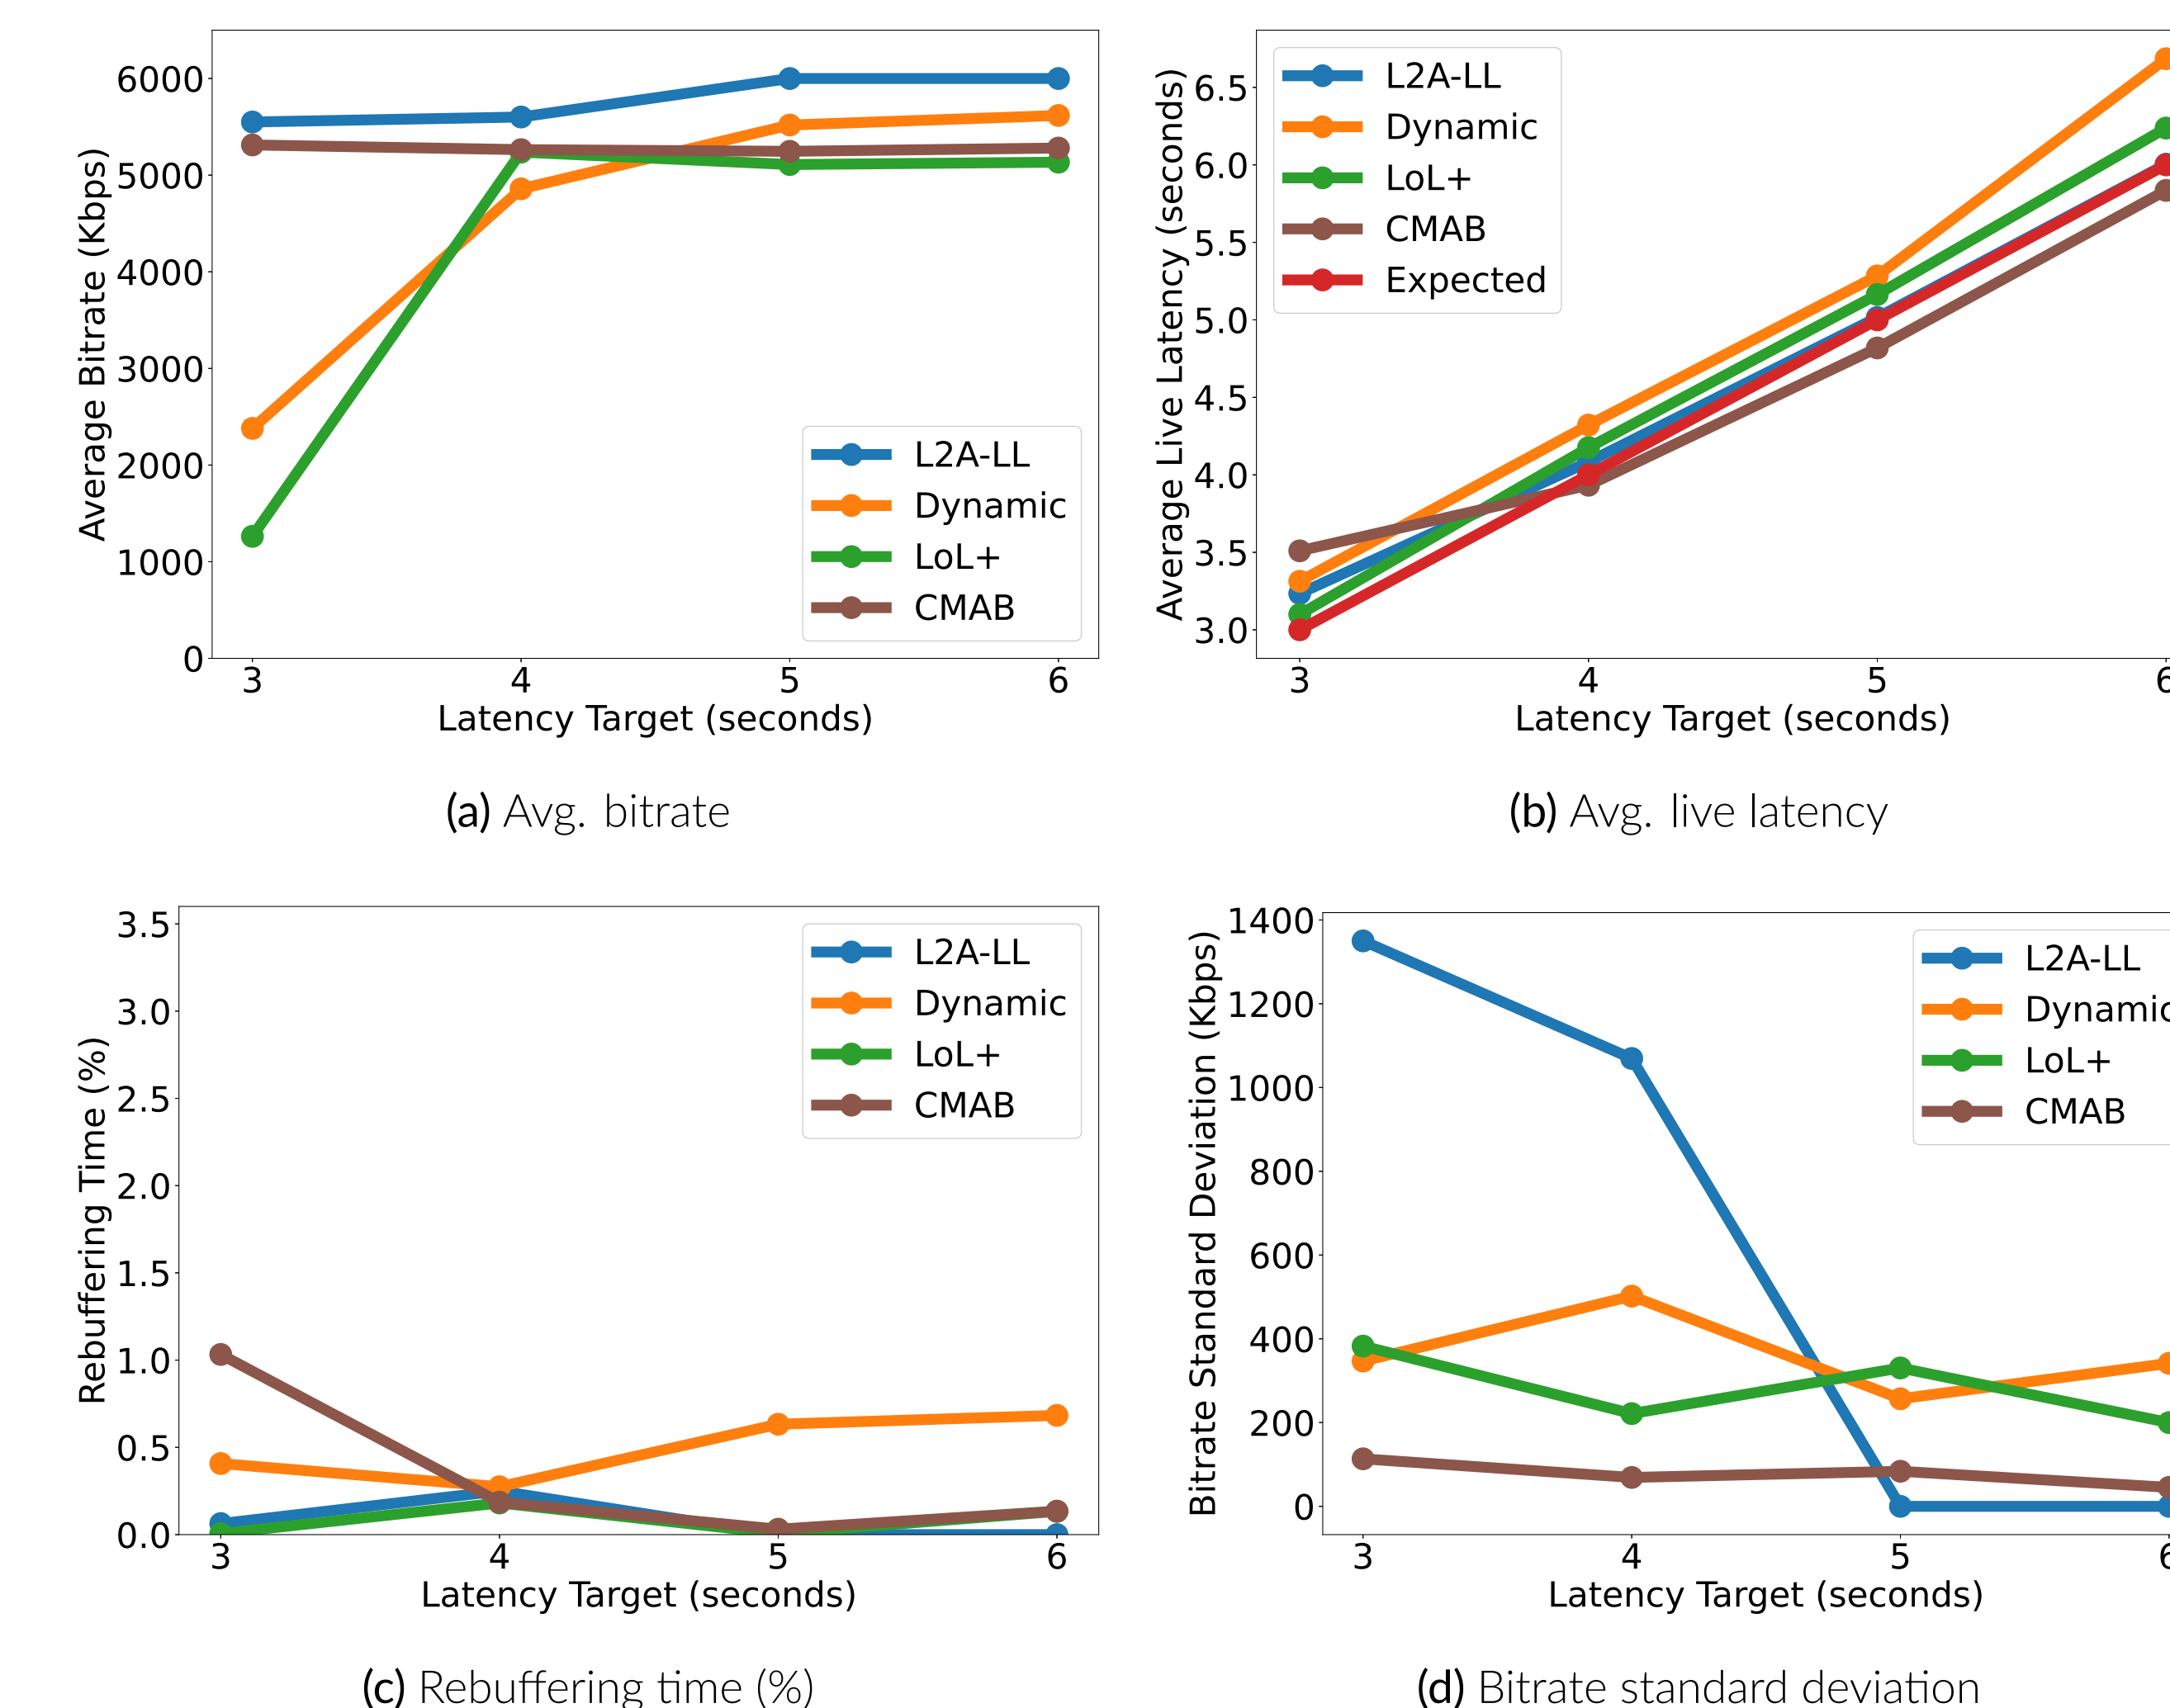 6000
5000
4000
3000
2000
1000
0
Average Bitrate (Kbps)
L2A-LL
Dynamic
LoL+
CMAB
3 4 5 6
Latency Target (seconds)
(a) Avg. bitrate
6.5
6.0
5.5
5.0
4.5
4.0
3.5
3.0
Average Live Latency (seconds)
L2A-LL
Dynamic
LoL+
CMAB
Expected
3 4 5 6
Latency Target (seconds)
(b) Avg. live latency
3.5
3.0
2.5
2.0
1.5
1.0
0.5
0.0
Rebuffering Time (%)
L2A-LL
Dynamic
LoL+
CMAB
3 4 5 6
Latency Target (seconds)
(c) Rebuffering time (%)
1400
1200
1000
800
600
400
200
0
Bitrate Standard Deviation (Kbps)
L2A-LL
Dynamic
LoL+
CMAB
3 4 5 6
Latency Target (seconds)
(d) Bitrate standard deviation